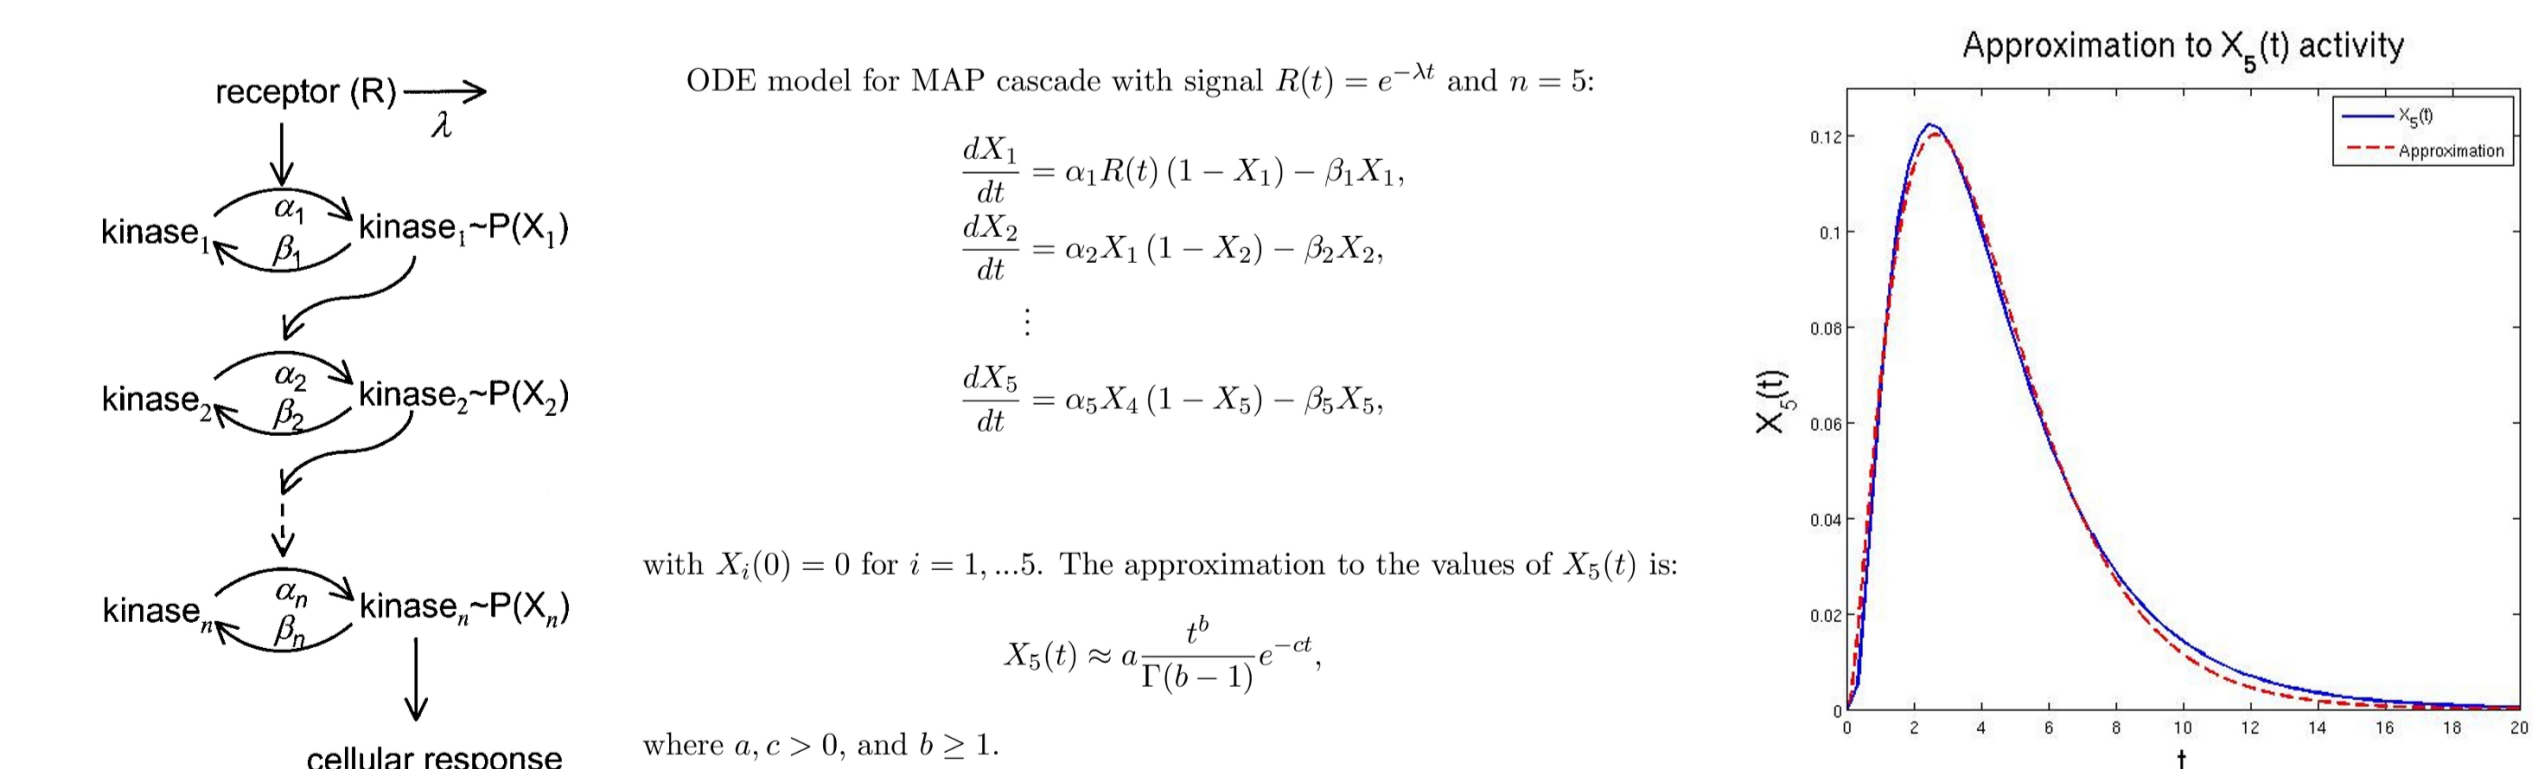 receptor (R)
λ
α₁
kinase₁
kinase₁~P(X₁)
β₁
α₂
kinase₂
kinase₂~P(X₂)
β₂
αₙ
kinaseₙ
kinaseₙ~P(Xₙ)
βₙ
cellular response
ODE model for MAP cascade with signal R(t) = e^{−λt} and n = 5:
dX₁/dt = α₁R(t) (1 − X₁) − β₁X₁,
dX₂/dt = α₂X₁ (1 − X₂) − β₂X₂,
⋮
dX₅/dt = α₅X₄ (1 − X₅) − β₅X₅,
with Xᵢ(0) = 0 for i = 1, ...5. The approximation to the values of X₅(t) is:
X₅(t) ≈ a t^b/Γ(b − 1) e^{−ct},
where a, c > 0, and b ≥ 1.
Approximation to X₅(t) activity
X₅(t)
Approximation
X₅(t)
0.12
0.1
0.08
0.06
0.04
0.02
0
0 2 4 6 8 10 12 14 16 18 20
t